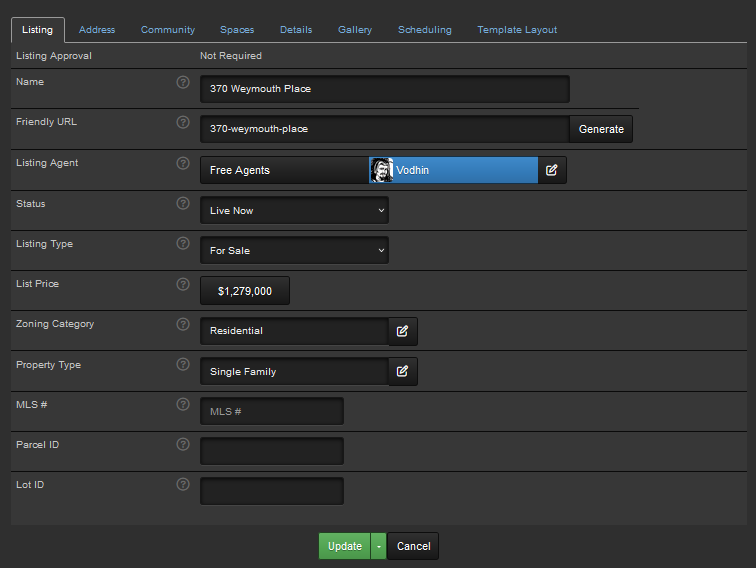 Listing Address Community Spaces Details Gallery Scheduling Template Layout
Listing Approval Not Required
Name 370 Weymouth Place
Friendly URL 370-weymouth-place Generate
Listing Agent Free Agents Vodhin
Status Live Now
Listing Type For Sale
List Price $1,279,000
Zoning Category Residential
Property Type Single Family
MLS # MLS #
Parcel ID
Lot ID
Update Cancel